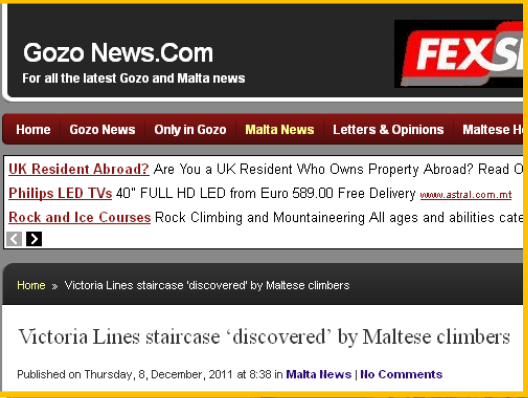 Gozo News.Com
For all the latest Gozo and Malta news
FEXS
Home Gozo News Only in Gozo Malta News Letters & Opinions Maltese H
UK Resident Abroad? Are You a UK Resident Who Owns Property Abroad? Read O
Philips LED TVs 40" FULL HD LED from Euro 589.00 Free Delivery www.astral.com.mt
Rock and Ice Courses Rock Climbing and Mountaineering All ages and abilities cate
Home » Victoria Lines staircase 'discovered' by Maltese climbers
Victoria Lines staircase ‘discovered’ by Maltese climbers
Published on Thursday, 8, December, 2011 at 8:38 in Malta News | No Comments